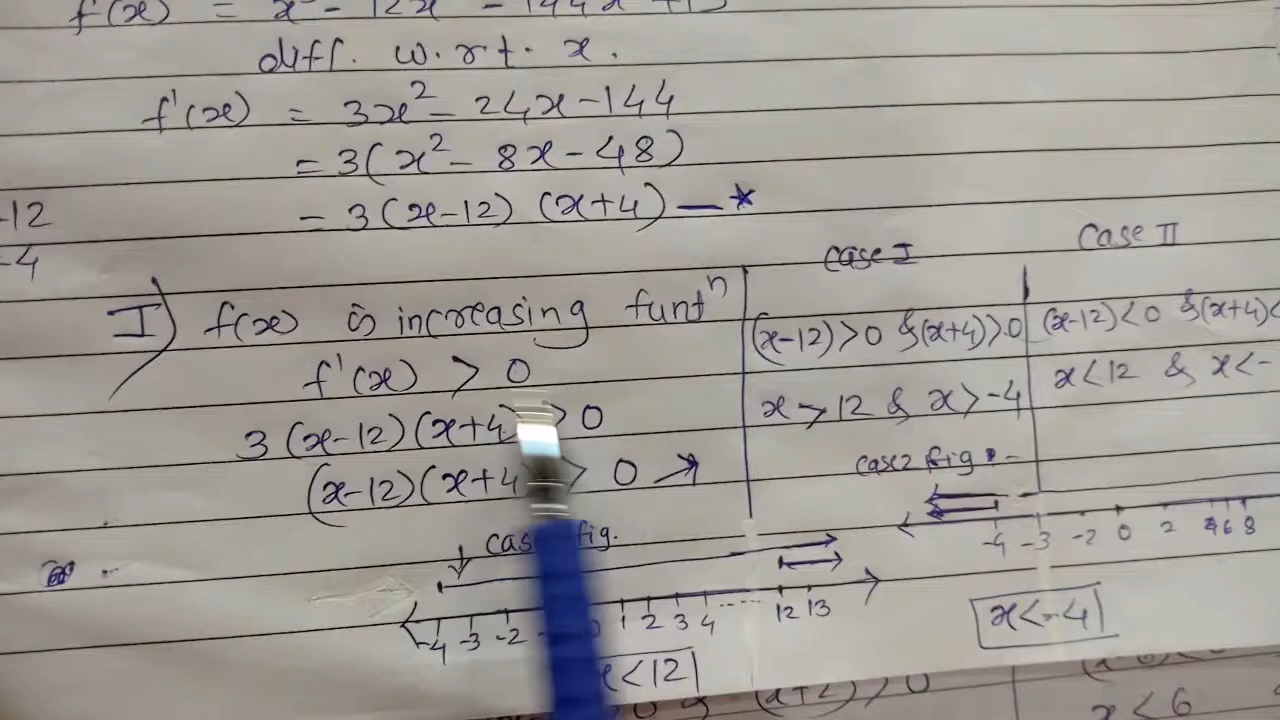 diff. w.r.t. x.
f'(x) = 3x² - 24x - 144
= 3(x² - 8x - 48)
= 3(x-12) (x+4) — *
-12
-4
I) f(x) is increasing funtⁿ
f'(x) > 0
3(x-12)(x+4) > 0
(x-12)(x+4 > 0 →
Case I
(x-12)>0 &(x+4)>0
x > 12 & x > -4
Case II
(x-12)<0 &(x+4)<
x<12 & x<-
case2 fig.-
-4 -3 -2 0 2 4 6 8
x<-4
fig.
-4 -3 -2 1 2 3 4 ...... 12 13
x<12
(x+2)>0
x<6